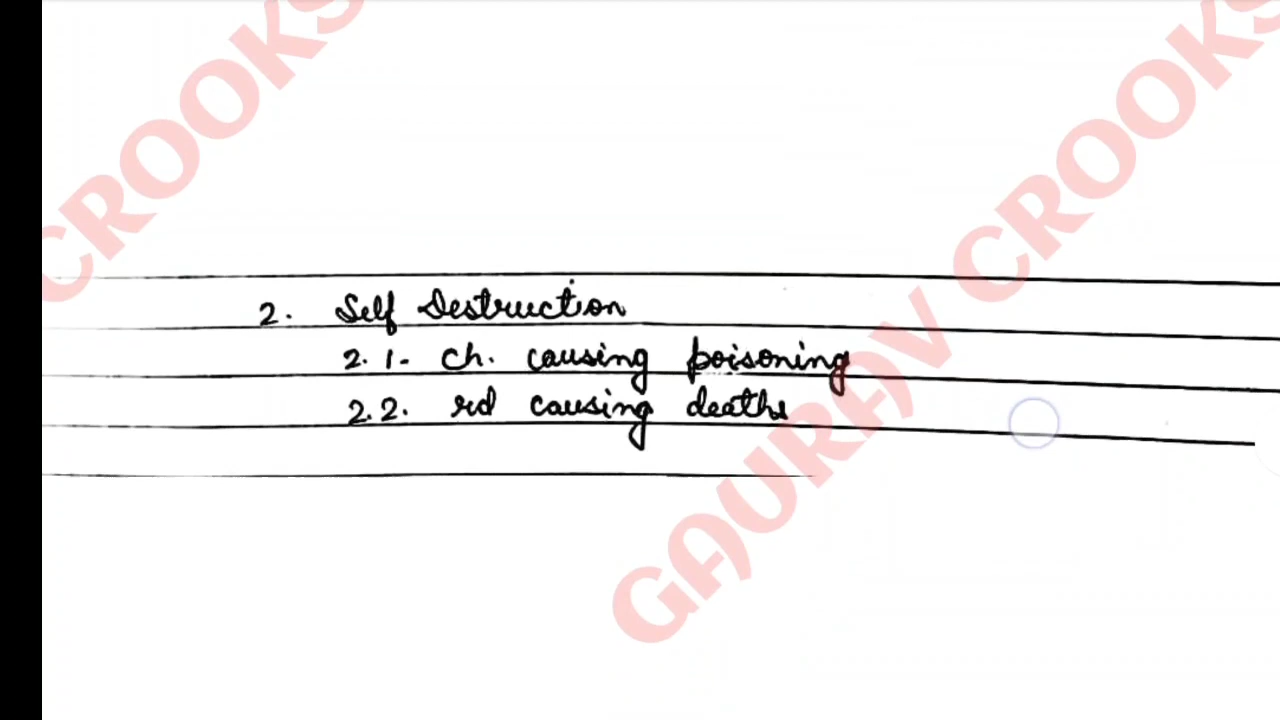 GAURAV CROOKS
CROOKS
2. Self Destruction
2.1- Ch. causing poisoning
2.2. rd causing deaths